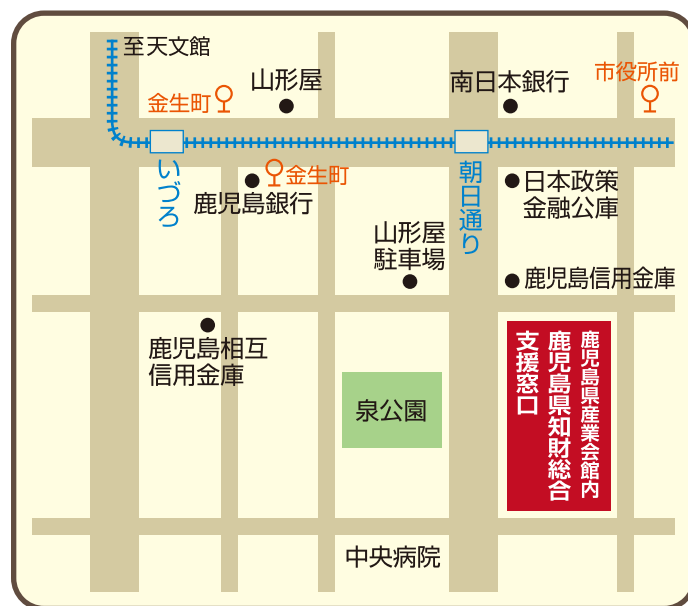 至天文館
市役所前
山形屋
南日本銀行
金生町
いづろ
朝日通り
金生町
鹿児島銀行
日本政策
金融公庫
山形屋
駐車場
鹿児島信用金庫
鹿児島相互
信用金庫
鹿児島県産業会館内
鹿児島県知財総合
支援窓口
泉公園
中央病院